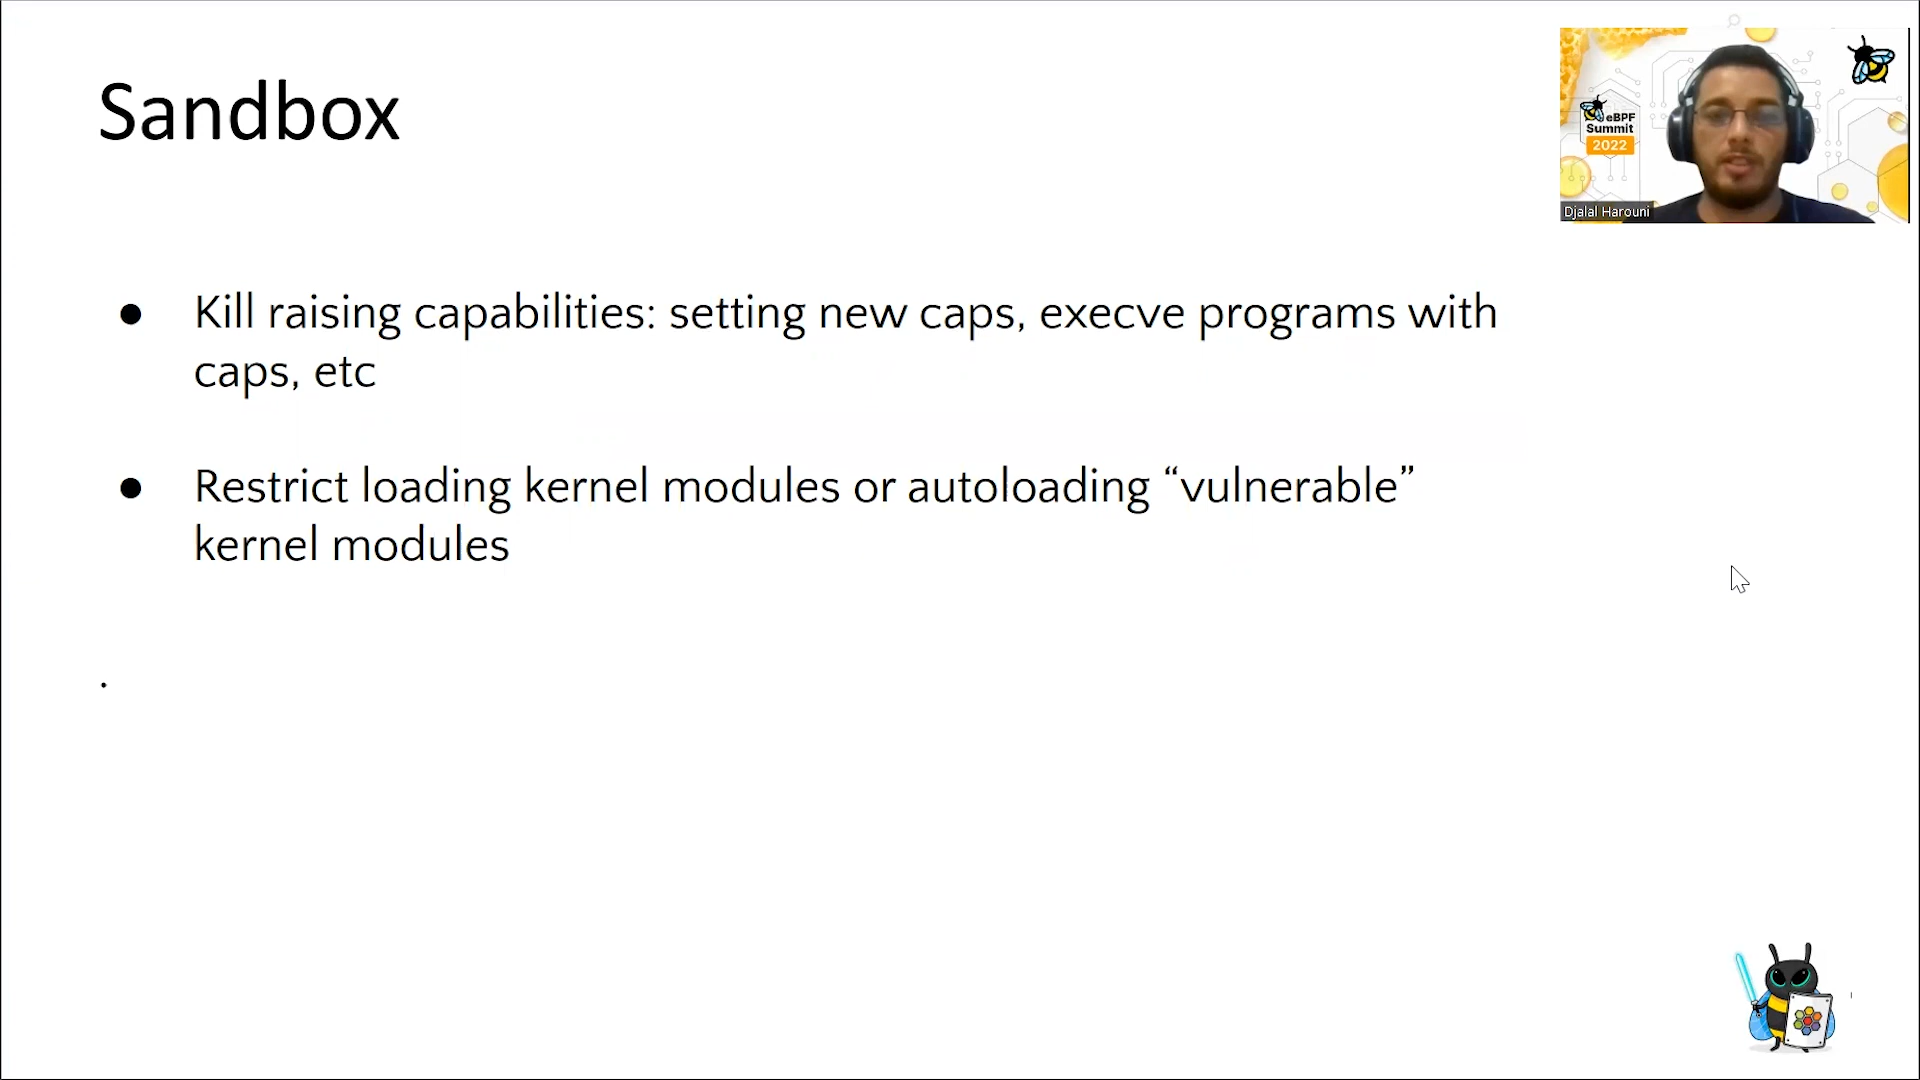 Sandbox
eBPF
Summit
2022
Djalal Harouni
● Kill raising capabilities: setting new caps, execve programs with
caps, etc
● Restrict loading kernel modules or autoloading “vulnerable”
kernel modules
.